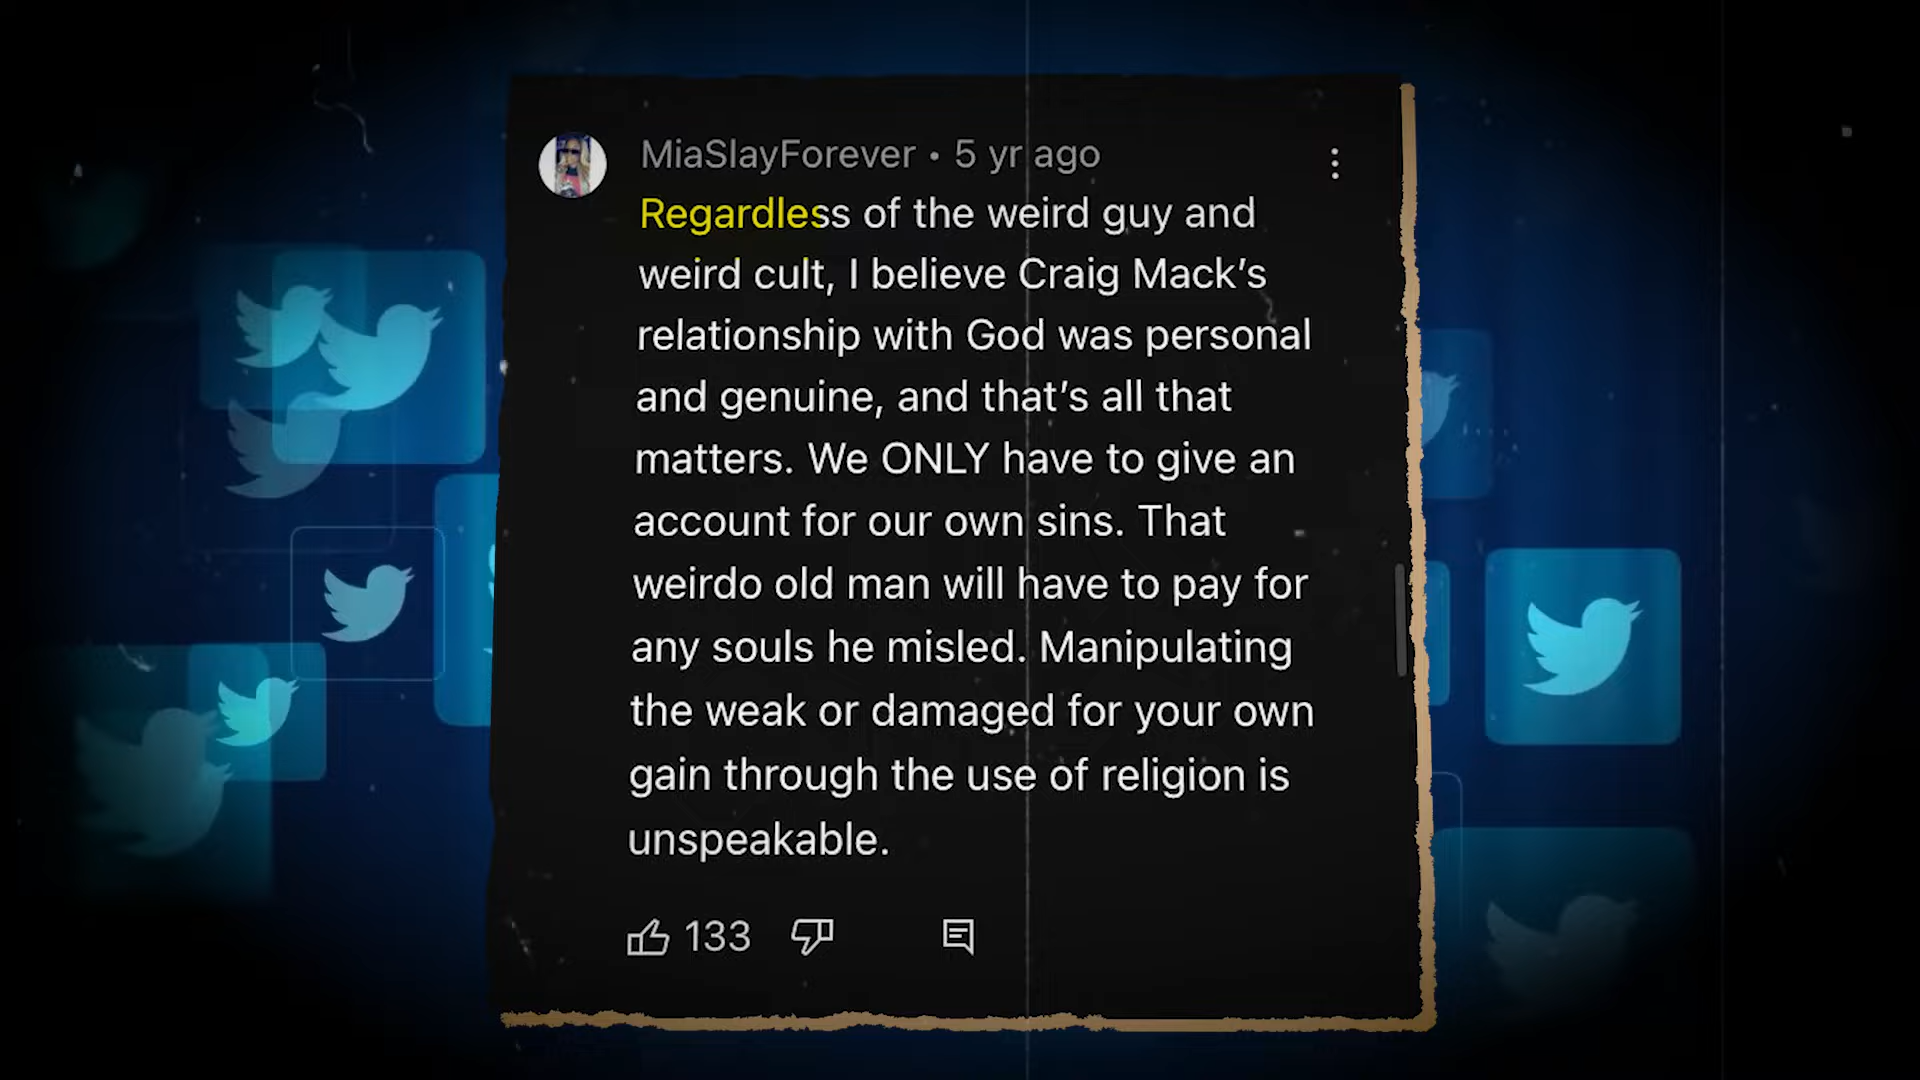 MiaSlayForever • 5 yr ago
Regardless of the weird guy and
weird cult, I believe Craig Mack’s
relationship with God was personal
and genuine, and that’s all that
matters. We ONLY have to give an
account for our own sins. That
weirdo old man will have to pay for
any souls he misled. Manipulating
the weak or damaged for your own
gain through the use of religion is
unspeakable.
133